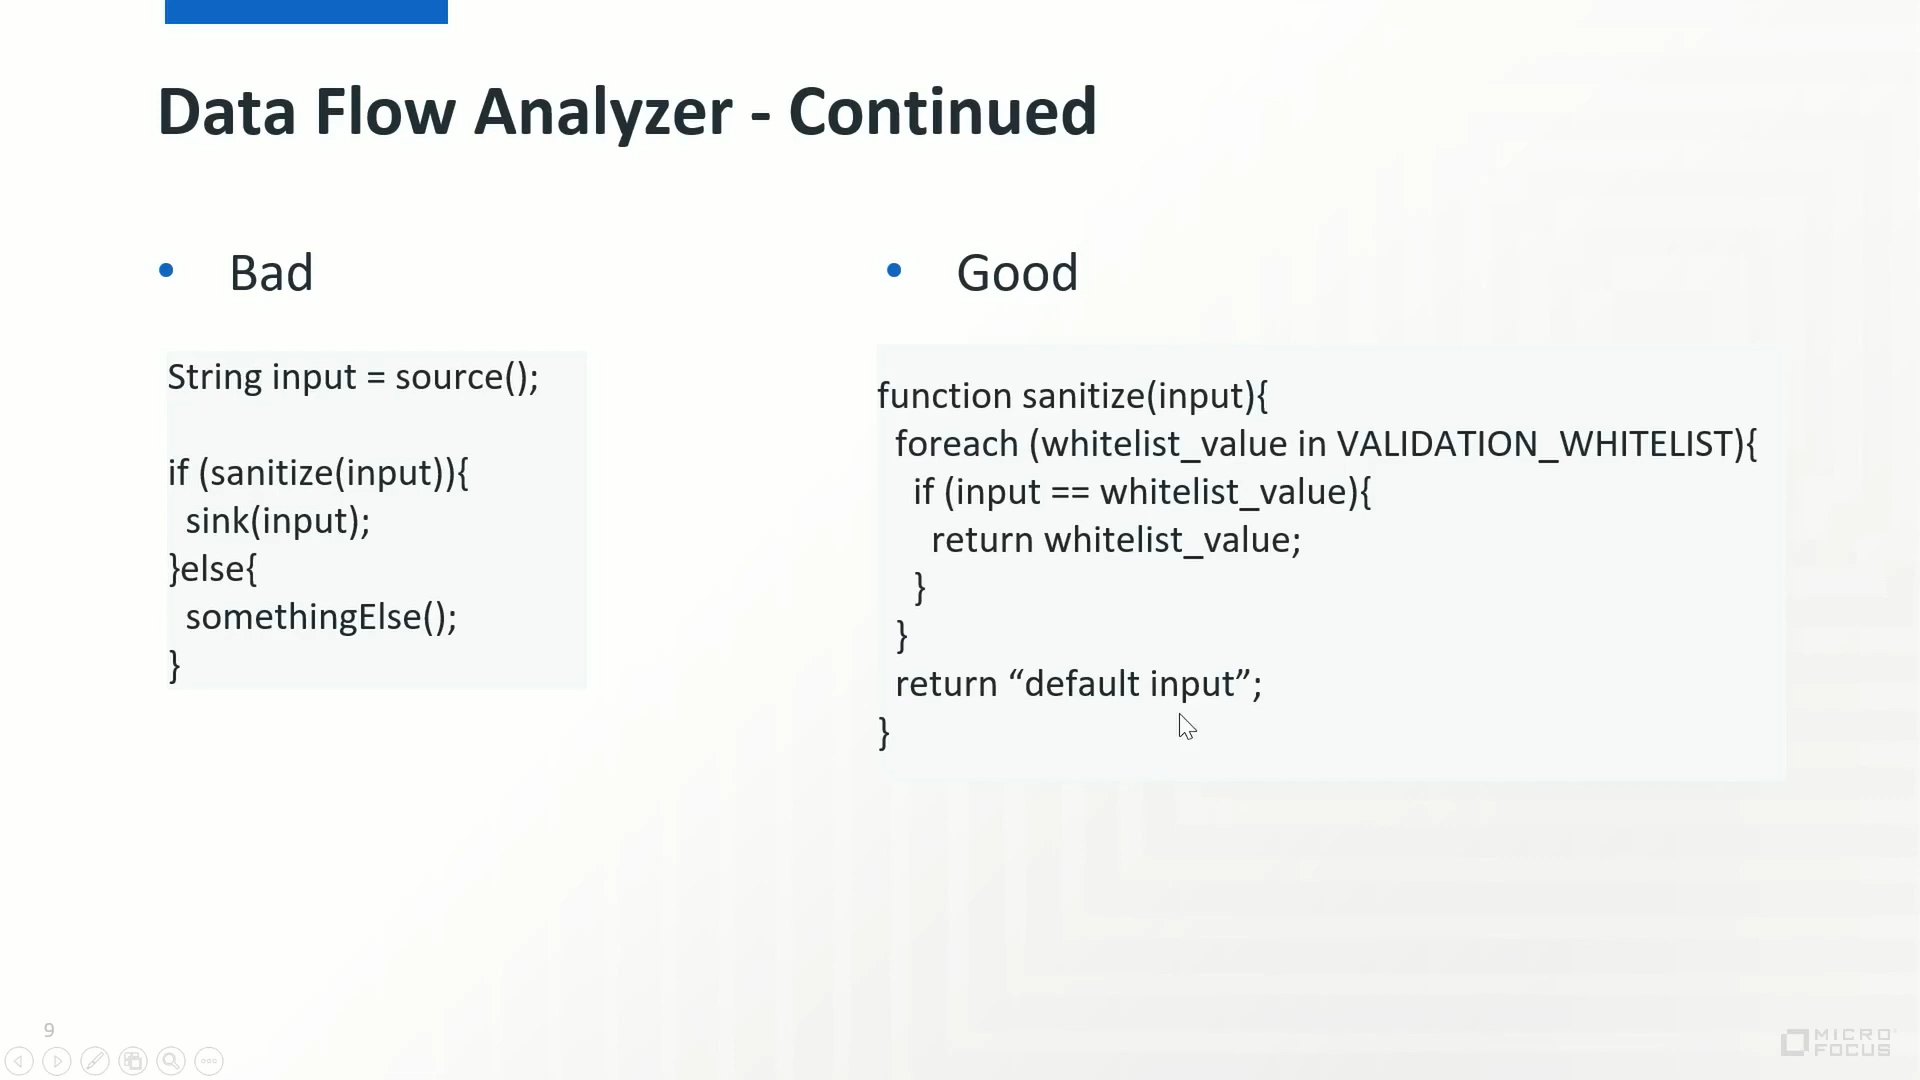 Data Flow Analyzer - Continued
• Bad
String input = source();
if (sanitize(input)){
sink(input);
}else{
somethingElse();
}
• Good
function sanitize(input){
foreach (whitelist_value in VALIDATION_WHITELIST){
if (input == whitelist_value){
return whitelist_value;
}
}
return “default input”;
}
9
MICRO
FOCUS